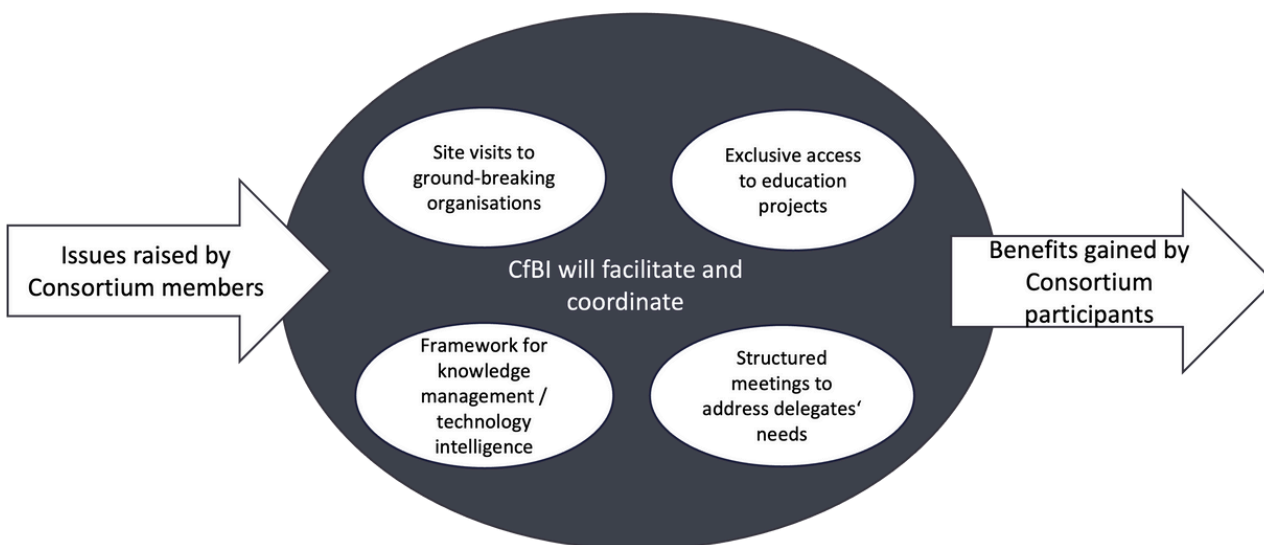 Site visits to
ground-breaking
organisations
Exclusive access
to education
projects
Issues raised by
Consortium members
CfBI will facilitate and
coordinate
Benefits gained by
Consortium
participants
Framework for
knowledge
management /
technology
intelligence
Structured
meetings to
address delegates‘
needs